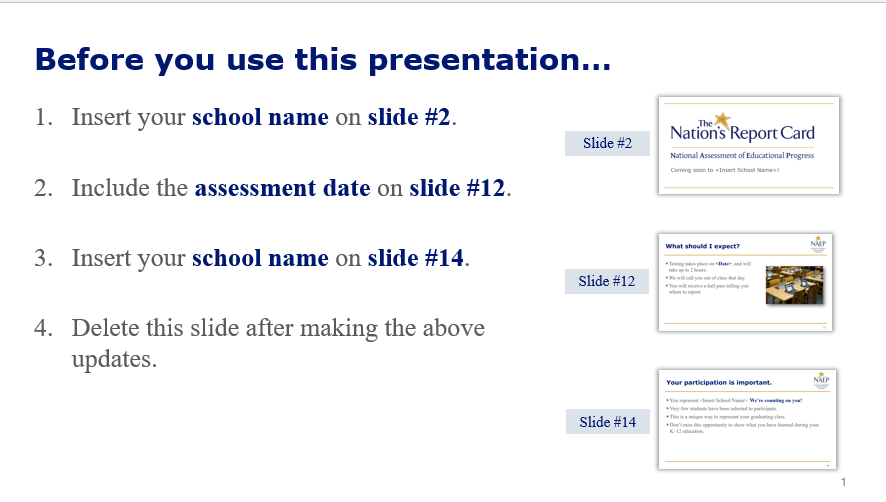 Before you use this presentation...
1. Insert your school name on slide #2.
2. Include the assessment date on slide #12.
3. Insert your school name on slide #14.
4. Delete this slide after making the above
updates.
Slide #2
The
Nation's Report Card
National Assessment of Educational Progress
Coming soon to <Insert School Name>!
Slide #12
What should I expect?
NAEP
• Testing takes place on <Date>, and will
take up to 2 hours.
• We will call you out of class that day.
• You will receive a hall pass telling you
where to report.
Slide #14
Your participation is important.
NAEP
• You represent <Insert School Name>. We're counting on you!
• Very few students have been selected to participate.
• This is a unique way to represent your graduating class.
• Don't miss this opportunity to show what you have learned during your
K–12 education.
1